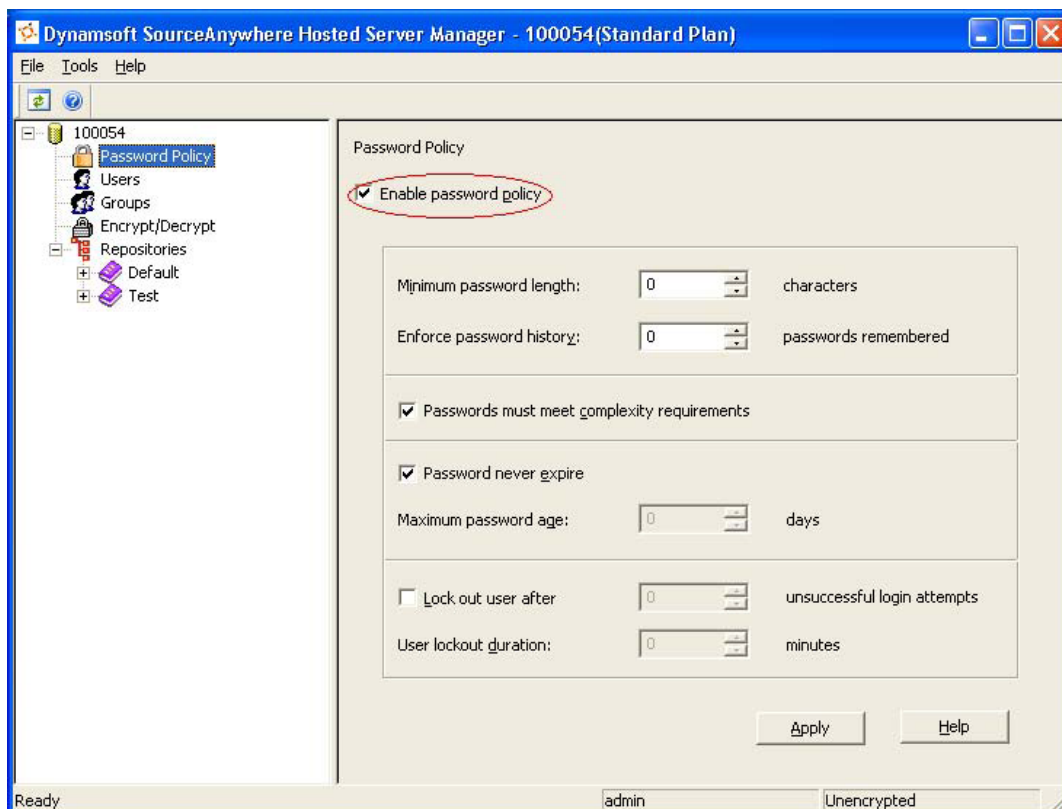 Dynamsoft SourceAnywhere Hosted Server Manager - 100054(Standard Plan)
File Tools Help
100054
Password Policy
Users
Groups
Encrypt/Decrypt
Repositories
Default
Test
Password Policy
Enable password policy
Minimum password length: 0 characters
Enforce password history: 0 passwords remembered
Passwords must meet complexity requirements
Password never expire
Maximum password age: 0 days
Lock out user after 0 unsuccessful login attempts
User lockout duration: 0 minutes
Apply Help
Ready admin Unencrypted